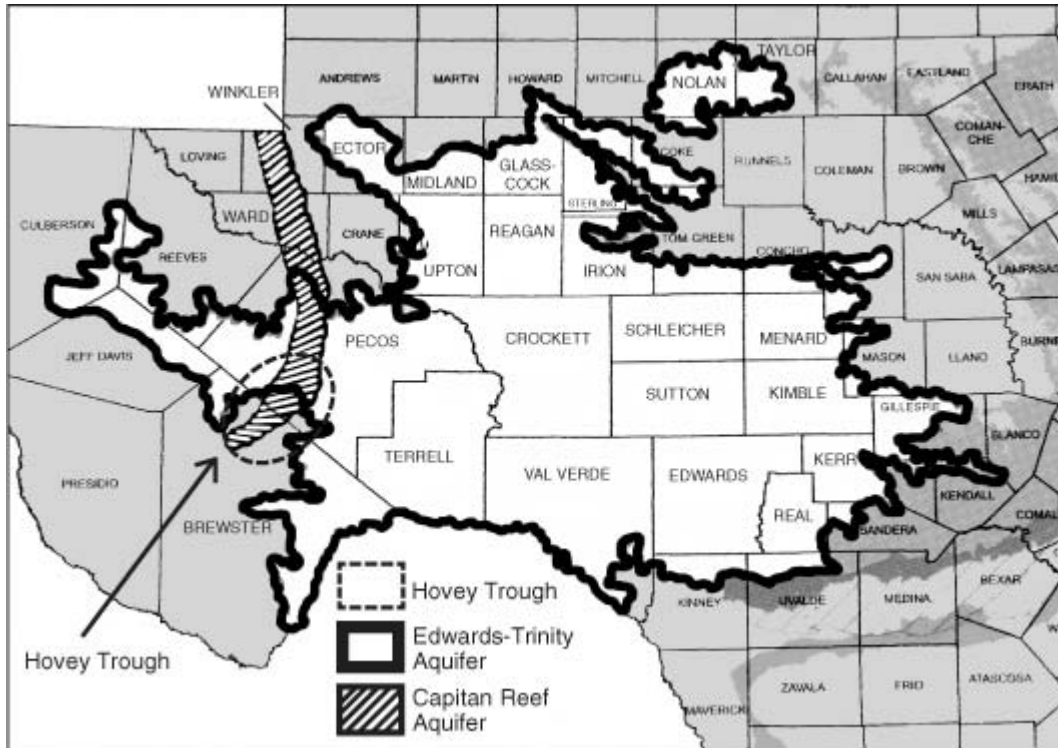 TAYLOR
ANDREWS
MARTIN
HOWARD
MITCHELL
NOLAN
CALLAHAN
EASTLAND
ERATH
WINKLER
COMAN-
CHE
LOVING
ECTOR
GLASS-
COCK
COKE
RUNNELS
COLEMAN
BROWN
HAMIL
MIDLAND
STERLING
CULBERSON
WARD
CRANE
REAGAN
TOM GREEN
CONCHO
MILLS
REEVES
UPTON
IRION
SAN SABA
LAMPASAS
JEFF DAVIS
PECOS
CROCKETT
SCHLEICHER
MENARD
MASON
LLANO
BURNE
SUTTON
KIMBLE
GILLESPIE
BLANCO
TERRELL
VAL VERDE
EDWARDS
KERR
KENDALL
PRESIDIO
BREWSTER
REAL
BANDERA
COMAL
KINNEY
UVALDE
MEDINA
BEXAR
Hovey Trough
Hovey Trough
Edwards-Trinity
Aquifer
Capitan Reef
Aquifer
MAVERICK
ZAVALA
FRIO
ATASCOSA